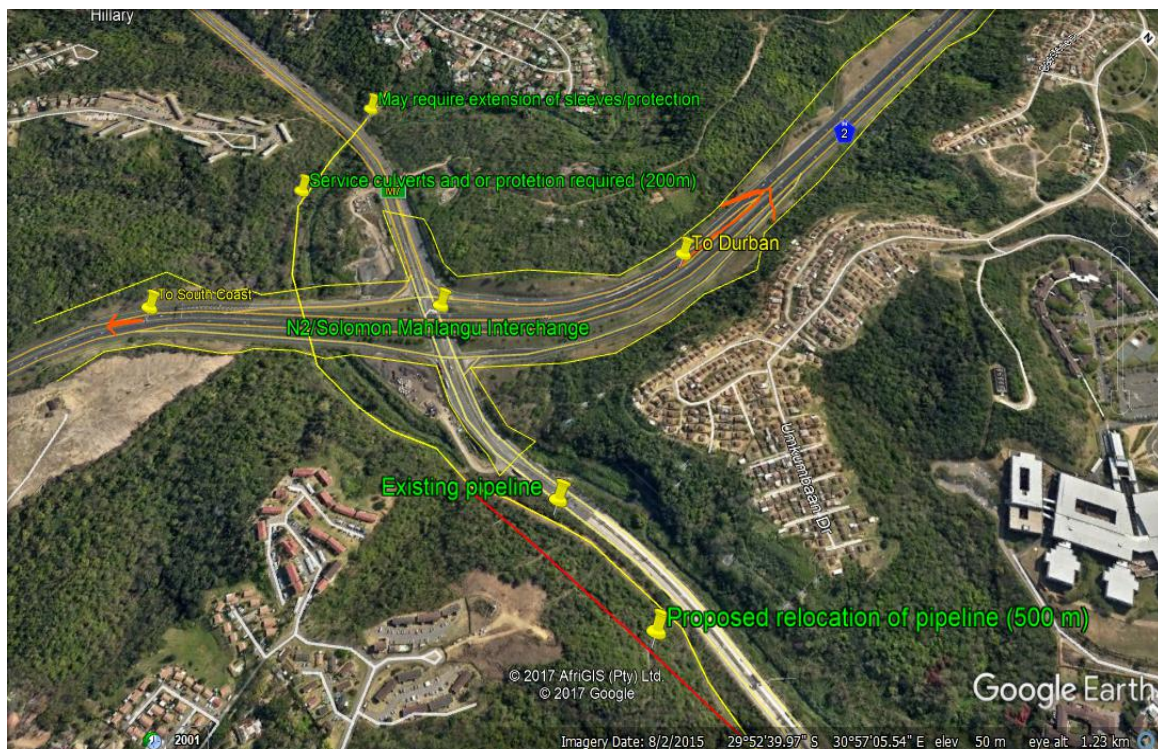 Hillary
May require extension of sleeves/protection
N
2
Service culverts and or protetion required (200m)
M7
To Durban
To South Coast
N2/Solomon Mahlangu Interchange
Existing pipeline
Umkumbaan Dr
Proposed relocation of pipeline (500 m)
© 2017 AfriGIS (Pty) Ltd.
© 2017 Google
Google Earth
2001
Imagery Date: 8/2/2015 29°52'39.97" S 30°57'05.54" E elev 50 m eye alt 1.23 km